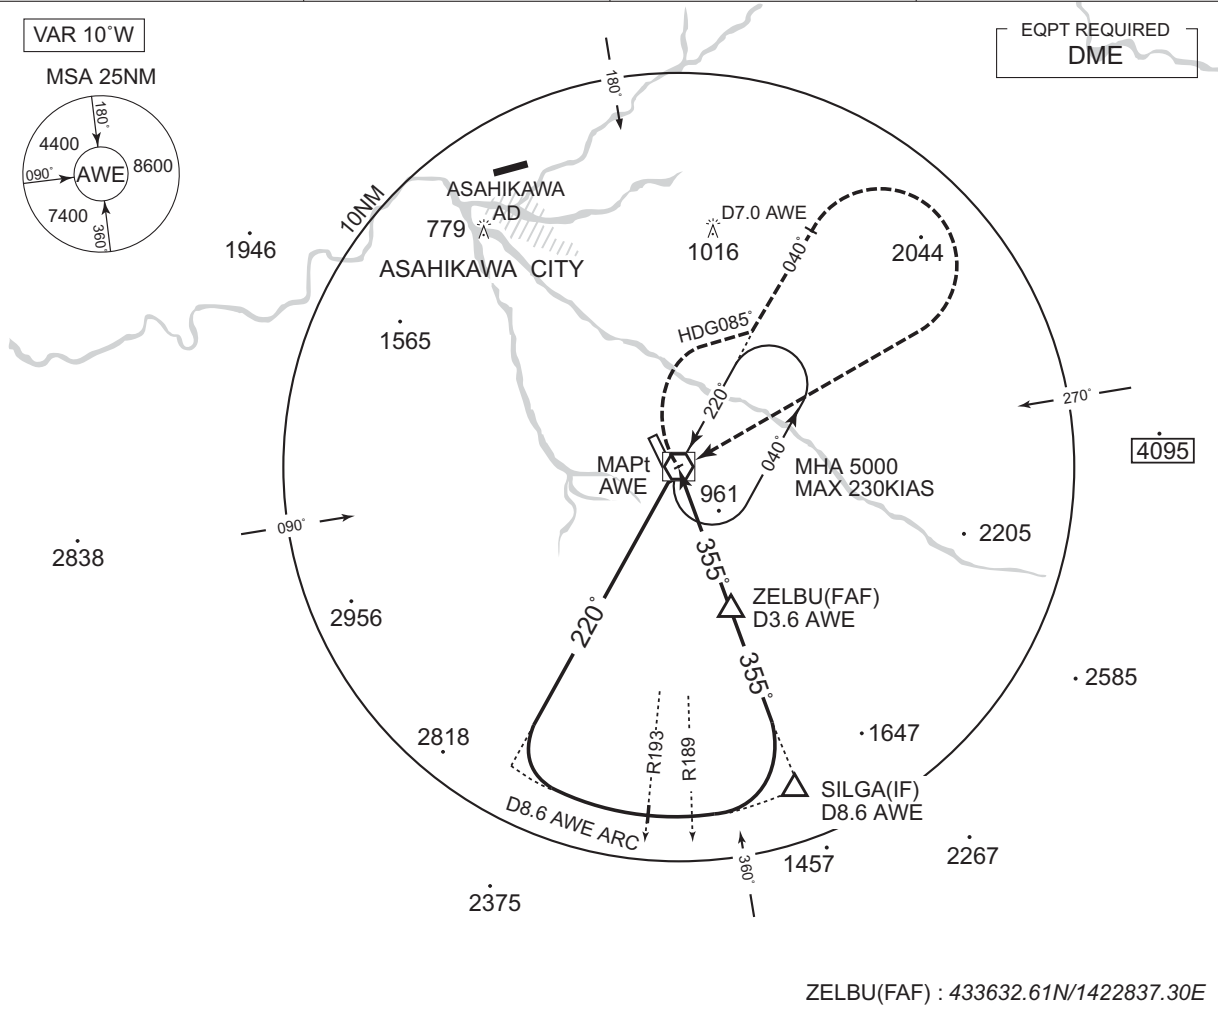 VAR 10˚W
MSA 25NM
180˚
4400
8600
090˚
AWE
7400
360˚
EQPT REQUIRED
DME
180˚
10NM
ASAHIKAWA
AD
779
ASAHIKAWA CITY
1946
1565
D7.0 AWE
1016
040˚
2044
HDG085˚
220˚
040˚
270˚
4095
MAPt
AWE
961
MHA 5000
MAX 230KIAS
090˚
2838
2956
2205
355˚
ZELBU(FAF)
D3.6 AWE
220˚
355˚
2585
2818
R193
R189
1647
SILGA(IF)
D8.6 AWE
D8.6 AWE ARC
360˚
1457
2267
2375
ZELBU(FAF) : 433632.61N/1422837.30E